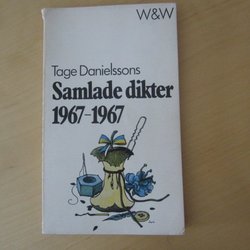 W&W
Tage Danielssons
Samlade dikter
1967-1967